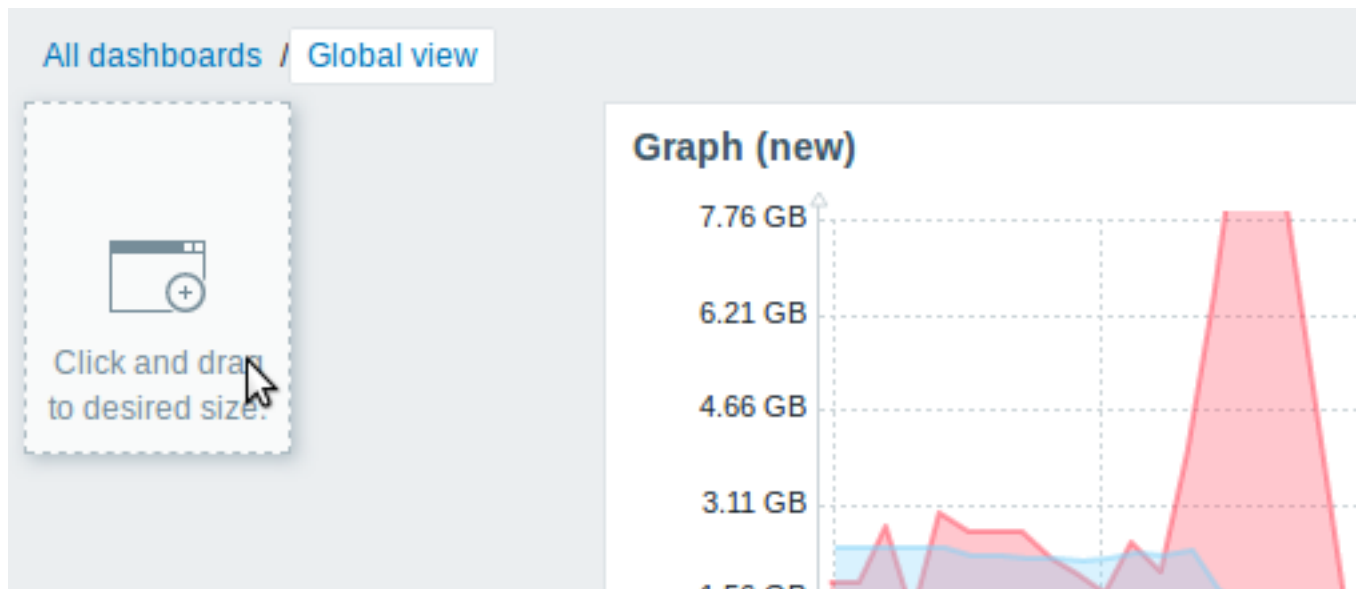 All dashboards / Global view
Click and drag
to desired size.
Graph (new)
7.76 GB
6.21 GB
4.66 GB
3.11 GB